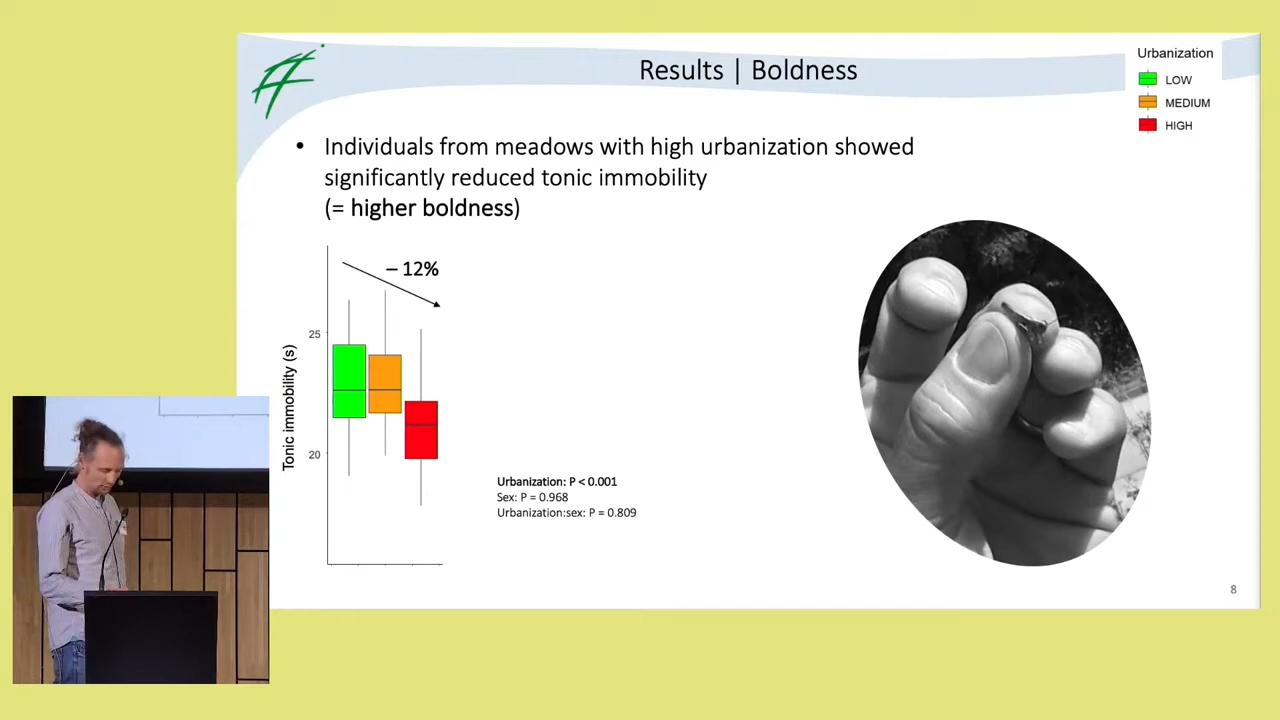 Results | Boldness
Urbanization
LOW
MEDIUM
HIGH
• Individuals from meadows with high urbanization showed
significantly reduced tonic immobility
(= higher boldness)
– 12%
25
20
Tonic immobility (s)
Urbanization: P < 0.001
Sex: P = 0.968
Urbanization:sex: P = 0.809
8